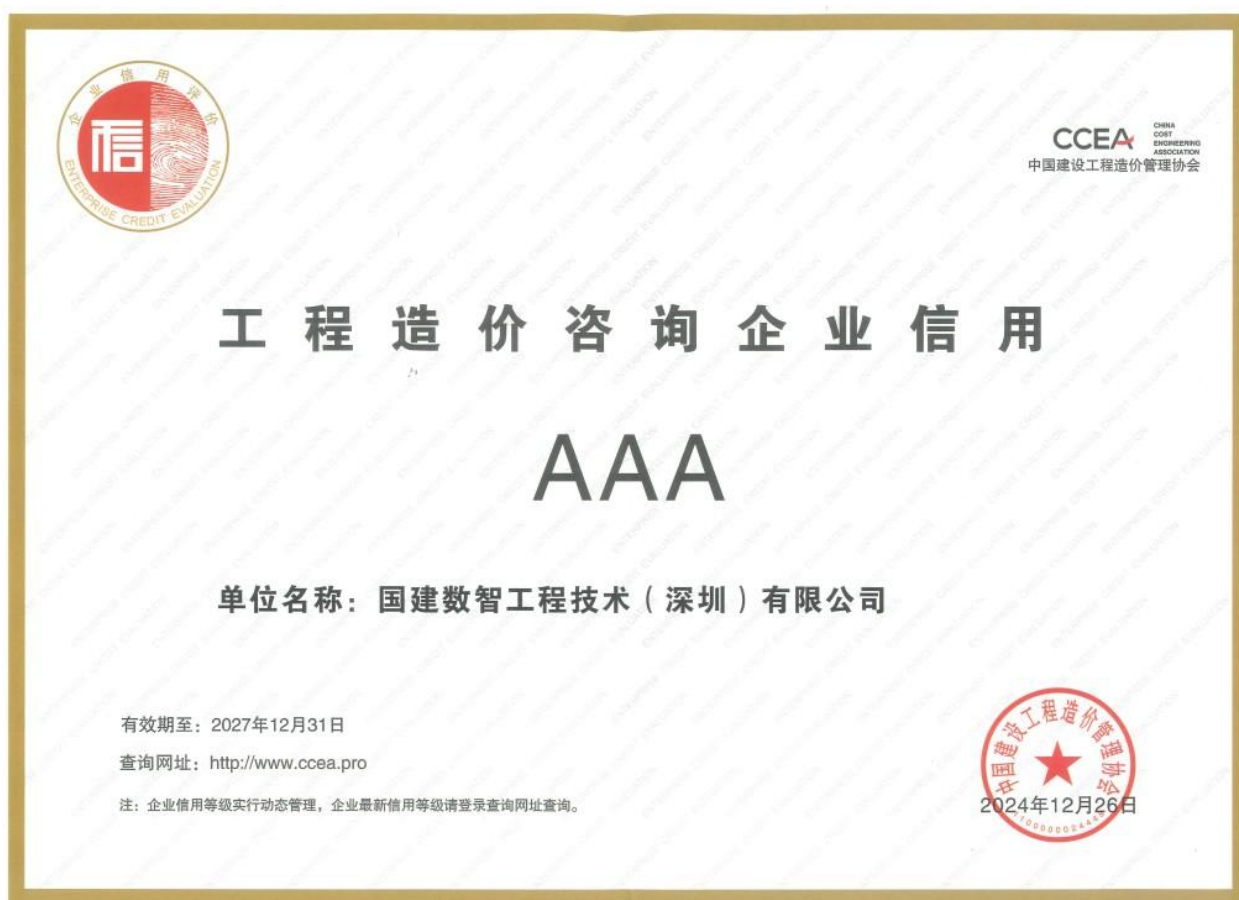 企业信用评价
信
ENTERPRISE CREDIT EVALUATION
CCEA
CHINA
COST
ENGINEERING
ASSOCIATION
中国建设工程造价管理协会
工程造价咨询企业信用
AAA
单位名称：国建数智工程技术（深圳）有限公司
有效期至：2027年12月31日
查询网址：http://www.ccea.pro
注：企业信用等级实行动态管理，企业最新信用等级请登录查询网址查询。
中国建设工程造价管理协会
2024年12月26日